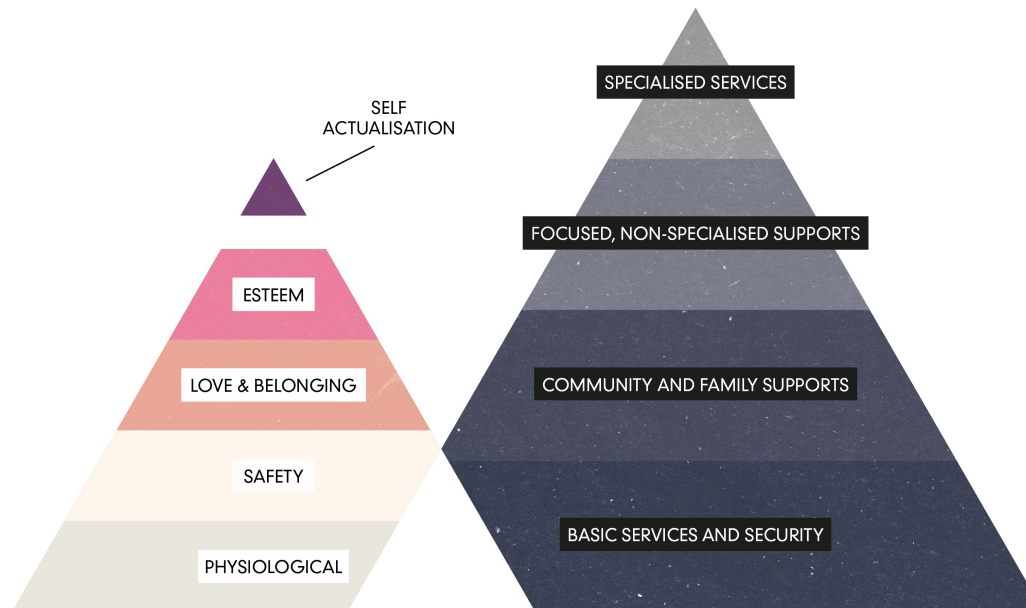 SELF
ACTUALISATION
ESTEEM
LOVE & BELONGING
SAFETY
PHYSIOLOGICAL
SPECIALISED SERVICES
FOCUSED, NON-SPECIALISED SUPPORTS
COMMUNITY AND FAMILY SUPPORTS
BASIC SERVICES AND SECURITY